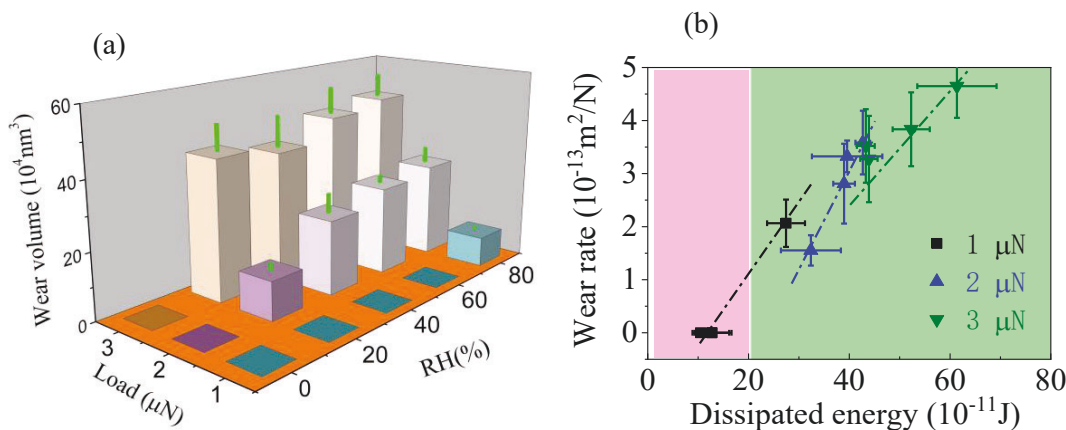 (a)
60
40
20
0
Wear volume (10⁴nm³)
3
2
1
Load (μN)
0
20
40
60
80
RH(%)
(b)
5
4
3
2
1
0
Wear rate (10⁻¹³m²/N)
1 μN
2 μN
3 μN
0 20 40 60 80
Dissipated energy (10⁻¹¹J)